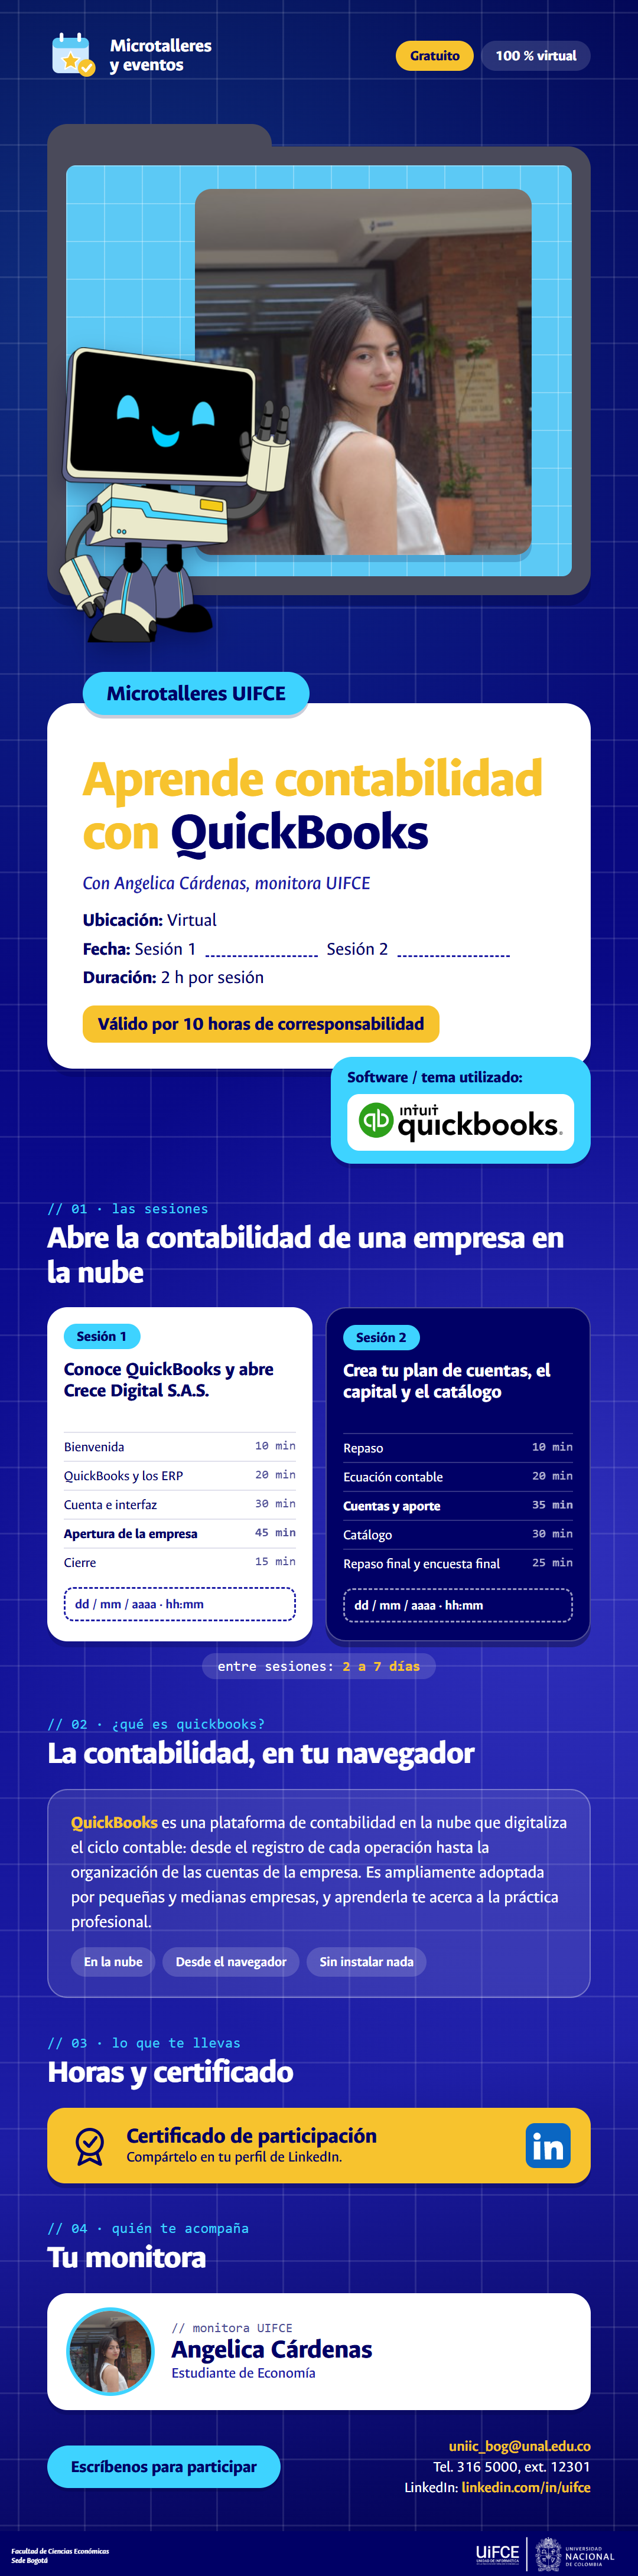 Microtalleres
y eventos
Gratuito
100 % virtual
Microtalleres UIFCE
Aprende contabilidad
con QuickBooks
Con Angelica Cárdenas, monitora UIFCE
Ubicación: Virtual
Fecha: Sesión 1 Sesión 2
Duración: 2 h por sesión
Válido por 10 horas de corresponsabilidad
Software / tema utilizado:
qb
intuit
quickbooks.
// 01 · las sesiones
Abre la contabilidad de una empresa en
la nube
Sesión 1
Conoce QuickBooks y abre
Crece Digital S.A.S.
Bienvenida 10 min
QuickBooks y los ERP 20 min
Cuenta e interfaz 30 min
Apertura de la empresa 45 min
Cierre 15 min
dd / mm / aaaa · hh:mm
Sesión 2
Crea tu plan de cuentas, el
capital y el catálogo
Repaso 10 min
Ecuación contable 20 min
Cuentas y aporte 35 min
Catálogo 30 min
Repaso final y encuesta final 25 min
dd / mm / aaaa · hh:mm
entre sesiones: 2 a 7 días
// 02 · ¿qué es quickbooks?
La contabilidad, en tu navegador
QuickBooks es una plataforma de contabilidad en la nube que digitaliza
el ciclo contable: desde el registro de cada operación hasta la
organización de las cuentas de la empresa. Es ampliamente adoptada
por pequeñas y medianas empresas, y aprenderla te acerca a la práctica
profesional.
En la nube
Desde el navegador
Sin instalar nada
// 03 · lo que te llevas
Horas y certificado
Certificado de participación
Compártelo en tu perfil de LinkedIn.
in
// 04 · quién te acompaña
Tu monitora
// monitora UIFCE
Angelica Cárdenas
Estudiante de Economía
Escríbenos para participar
uniic_bog@unal.edu.co
Tel. 316 5000, ext. 12301
LinkedIn: linkedin.com/in/uifce
Facultad de Ciencias Económicas
Sede Bogotá
UIFCE
UNIVERSIDAD
NACIONAL
DE COLOMBIA